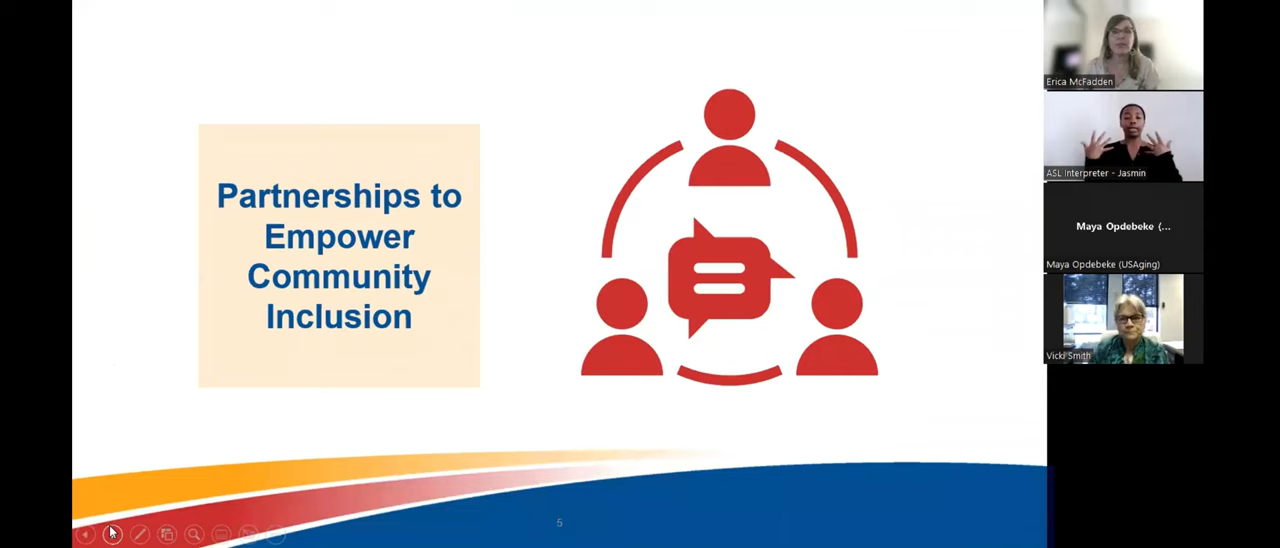 Partnerships to
Empower
Community
Inclusion
5
Erica McFadden
ASL Interpreter - Jasmin
Maya Opdebeke (...
Maya Opdebeke (USAging)
Vicki Smith